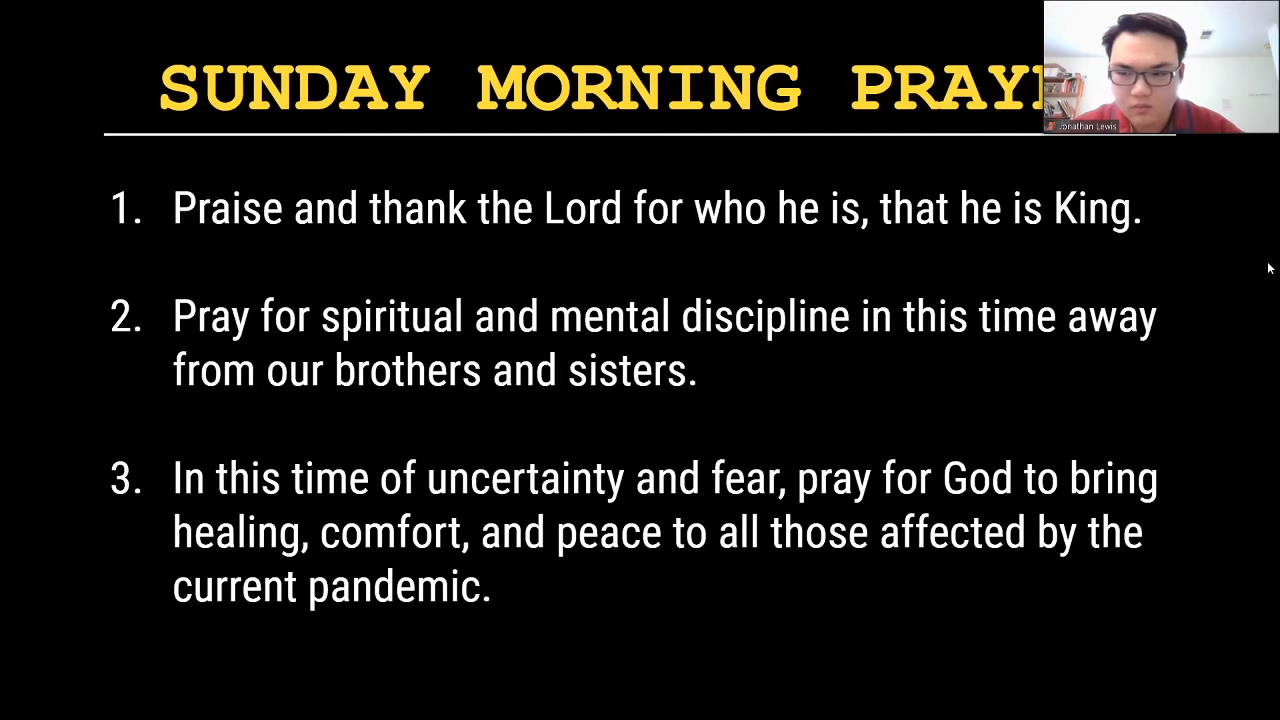 SUNDAY MORNING PRAY
Jonathan Lewis
1. Praise and thank the Lord for who he is, that he is King.
2. Pray for spiritual and mental discipline in this time away
from our brothers and sisters.
3. In this time of uncertainty and fear, pray for God to bring
healing, comfort, and peace to all those affected by the
current pandemic.